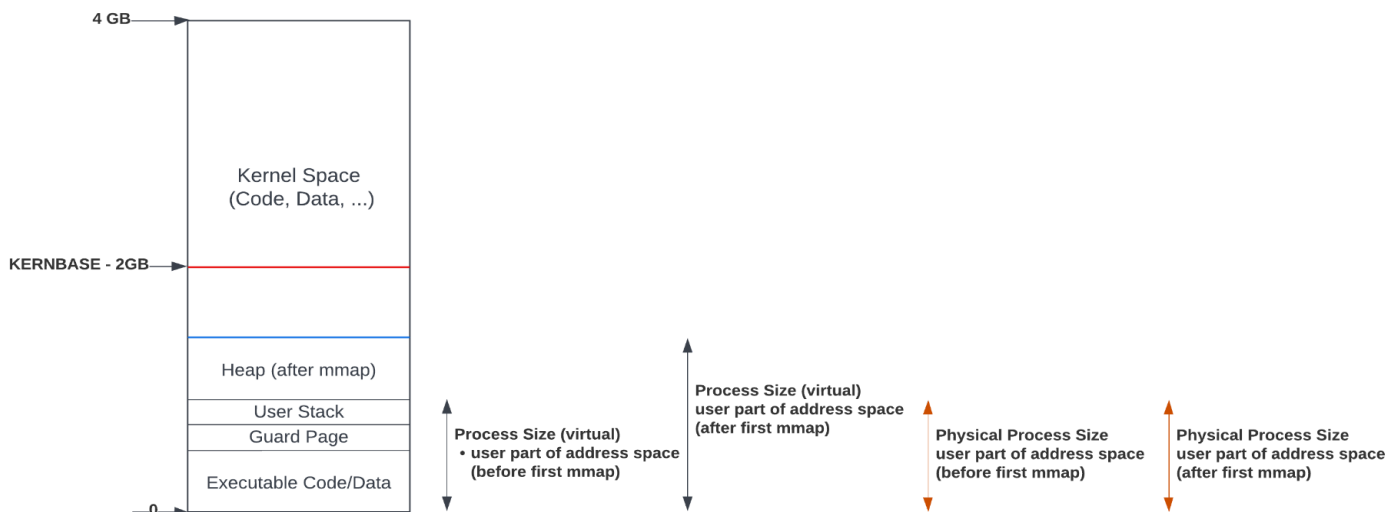 4 GB
Kernel Space
(Code, Data, ...)
KERNBASE - 2GB
Heap (after mmap)
User Stack
Guard Page
Executable Code/Data
0
Process Size (virtual)
• user part of address space
(before first mmap)
Process Size (virtual)
user part of address space
(after first mmap)
Physical Process Size
user part of address space
(before first mmap)
Physical Process Size
user part of address space
(after first mmap)